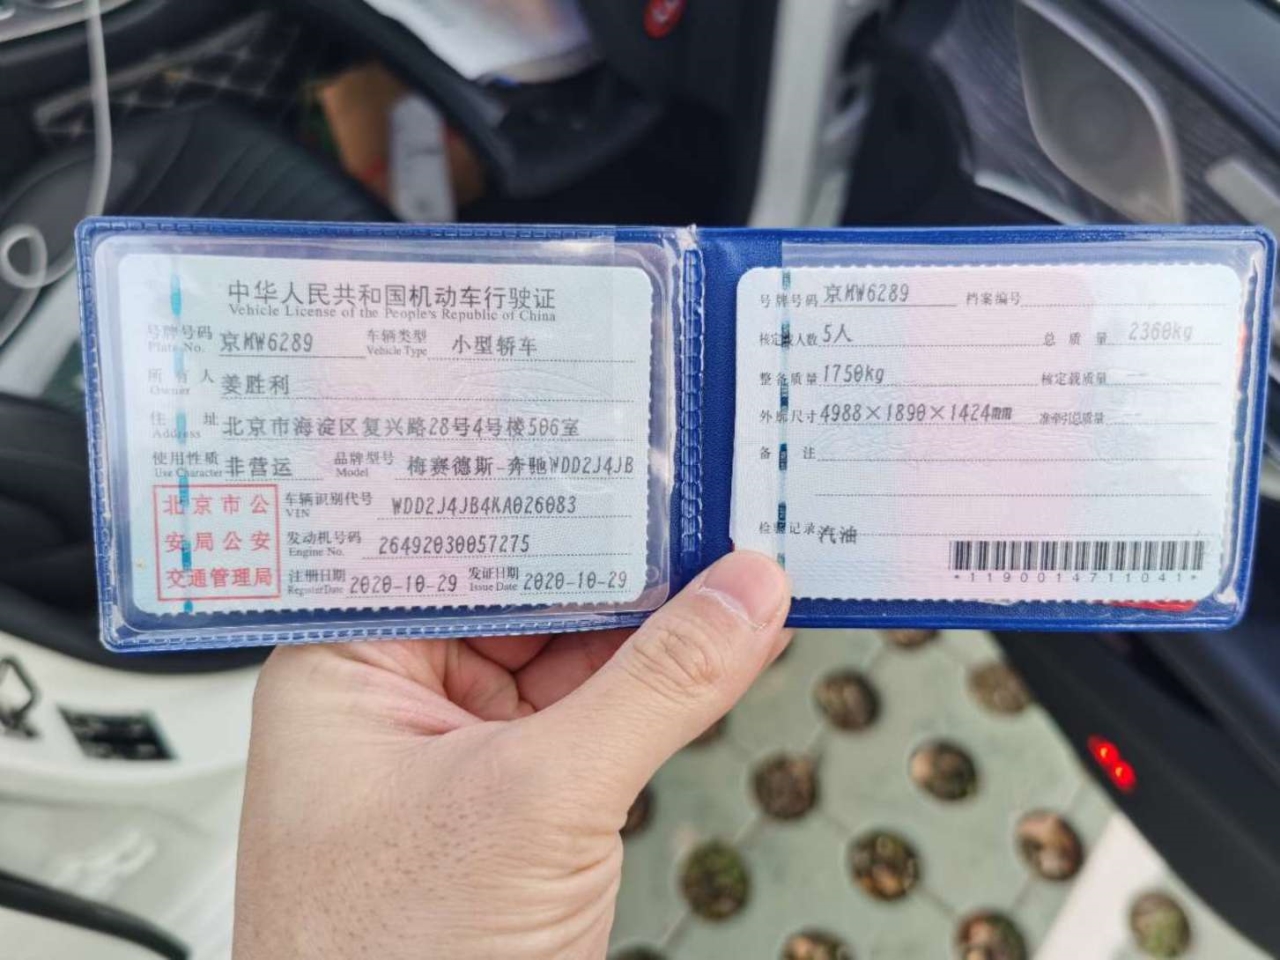 中华人民共和国机动车行驶证
Vehicle License of the People's Republic of China
号牌号码 京MW6289 车辆类型 小型轿车
Plate No. Vehicle Type
所有人 姜胜利
Owner
住址 北京市海淀区复兴路28号4号楼506室
Address
使用性质 非营运 品牌型号 梅赛德斯-奔驰WDD2J4JB
Use Character Model
北京市公
安局公安
交通管理局
车辆识别代号 WDD2J4JB4KA026083
VIN
发动机号码 26492030057275
Engine No.
注册日期 2020-10-29 发证日期 2020-10-29
Register Date Issue Date
号牌号码 京MW6289 档案编号
核定载人数 5人 总质量 2360kg
整备质量 1750kg 核定载质量
外廓尺寸 4988×1890×1424mm 准牵引总质量
备注
检验记录 汽油
*1190014711041*